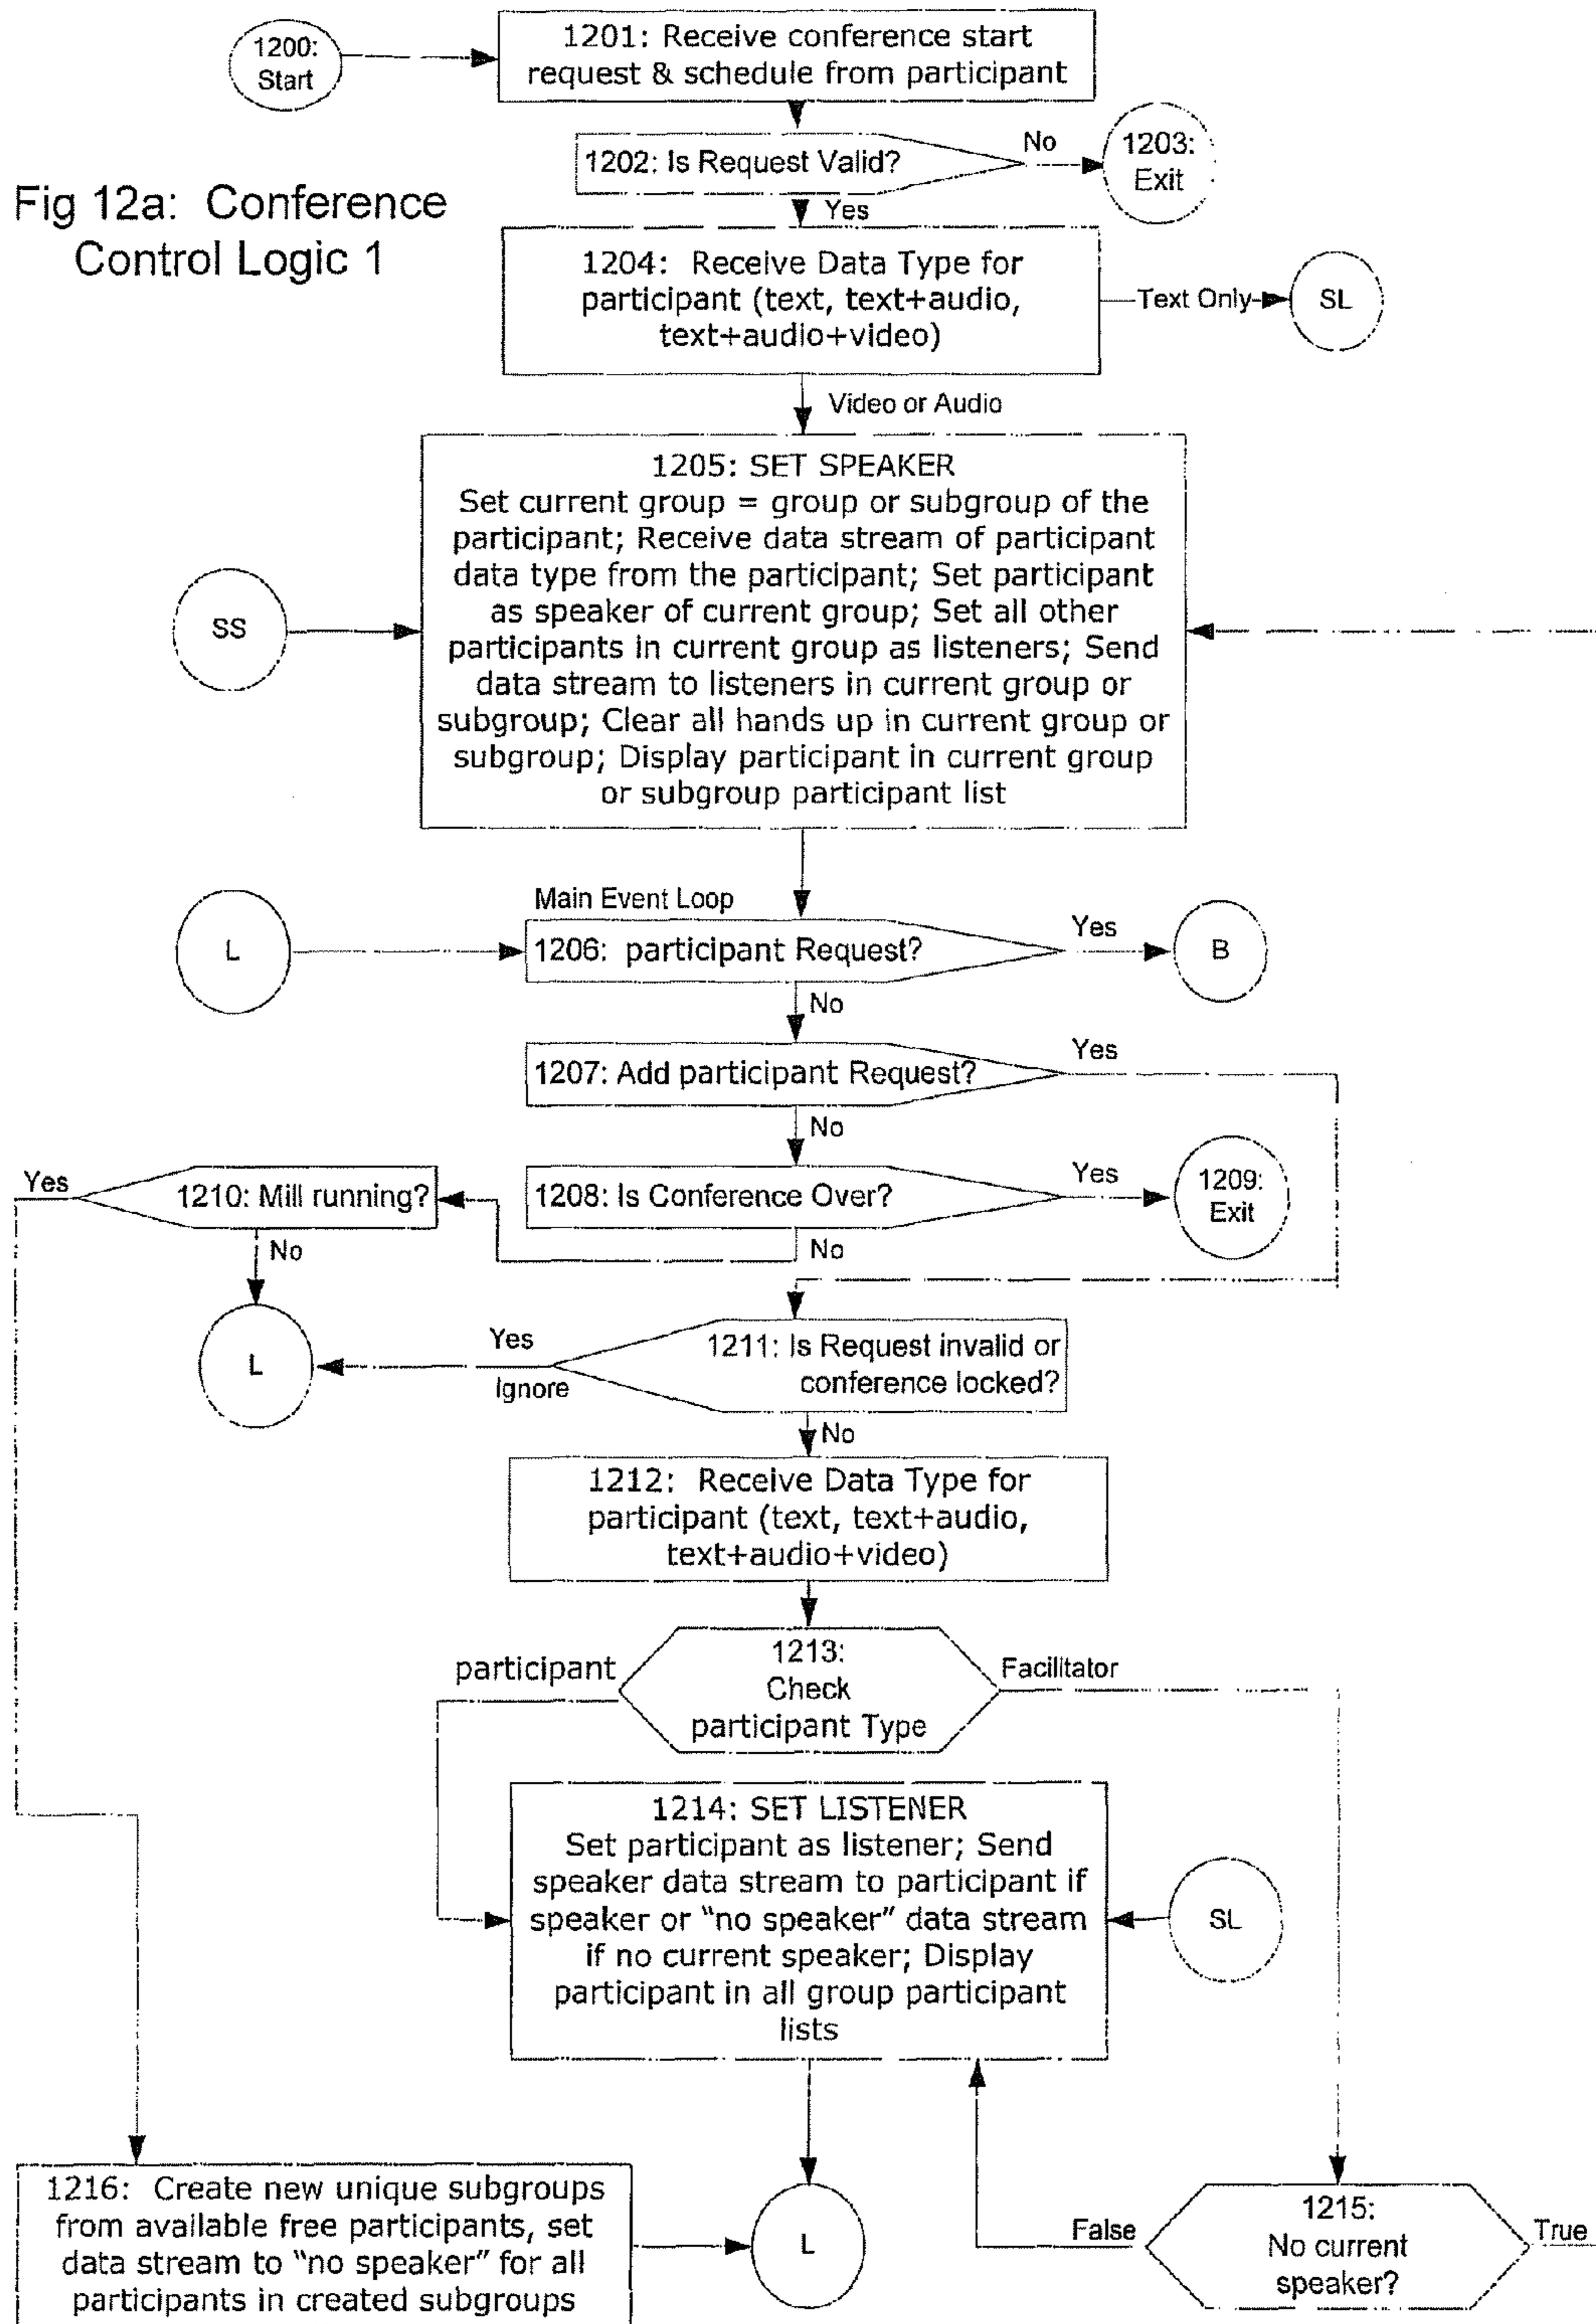 1200:
Start
1201: Receive conference start
request & schedule from participant
1202: Is Request Valid?
No
1203:
Exit
Fig 12a: Conference
Control Logic 1
Yes
1204: Receive Data Type for
participant (text, text+audio,
text+audio+video)
Text Only
SL
Video or Audio
1205: SET SPEAKER
Set current group = group or subgroup of the
participant; Receive data stream of participant
data type from the participant; Set participant
as speaker of current group; Set all other
participants in current group as listeners; Send
data stream to listeners in current group or
subgroup; Clear all hands up in current group or
subgroup; Display participant in current group
or subgroup participant list
SS
Main Event Loop
L
1206: participant Request?
Yes
B
No
1207: Add participant Request?
Yes
No
Yes
1210: Mill running?
1208: Is Conference Over?
Yes
1209:
Exit
No
No
L
Yes
Ignore
1211: Is Request invalid or
conference locked?
No
1212: Receive Data Type for
participant (text, text+audio,
text+audio+video)
participant
1213:
Check
participant Type
Facilitator
1214: SET LISTENER
Set participant as listener; Send
speaker data stream to participant if
speaker or “no speaker” data stream
if no current speaker; Display
participant in all group participant
lists
SL
1216: Create new unique subgroups
from available free participants, set
data stream to “no speaker” for all
participants in created subgroups
L
False
1215:
No current
speaker?
True